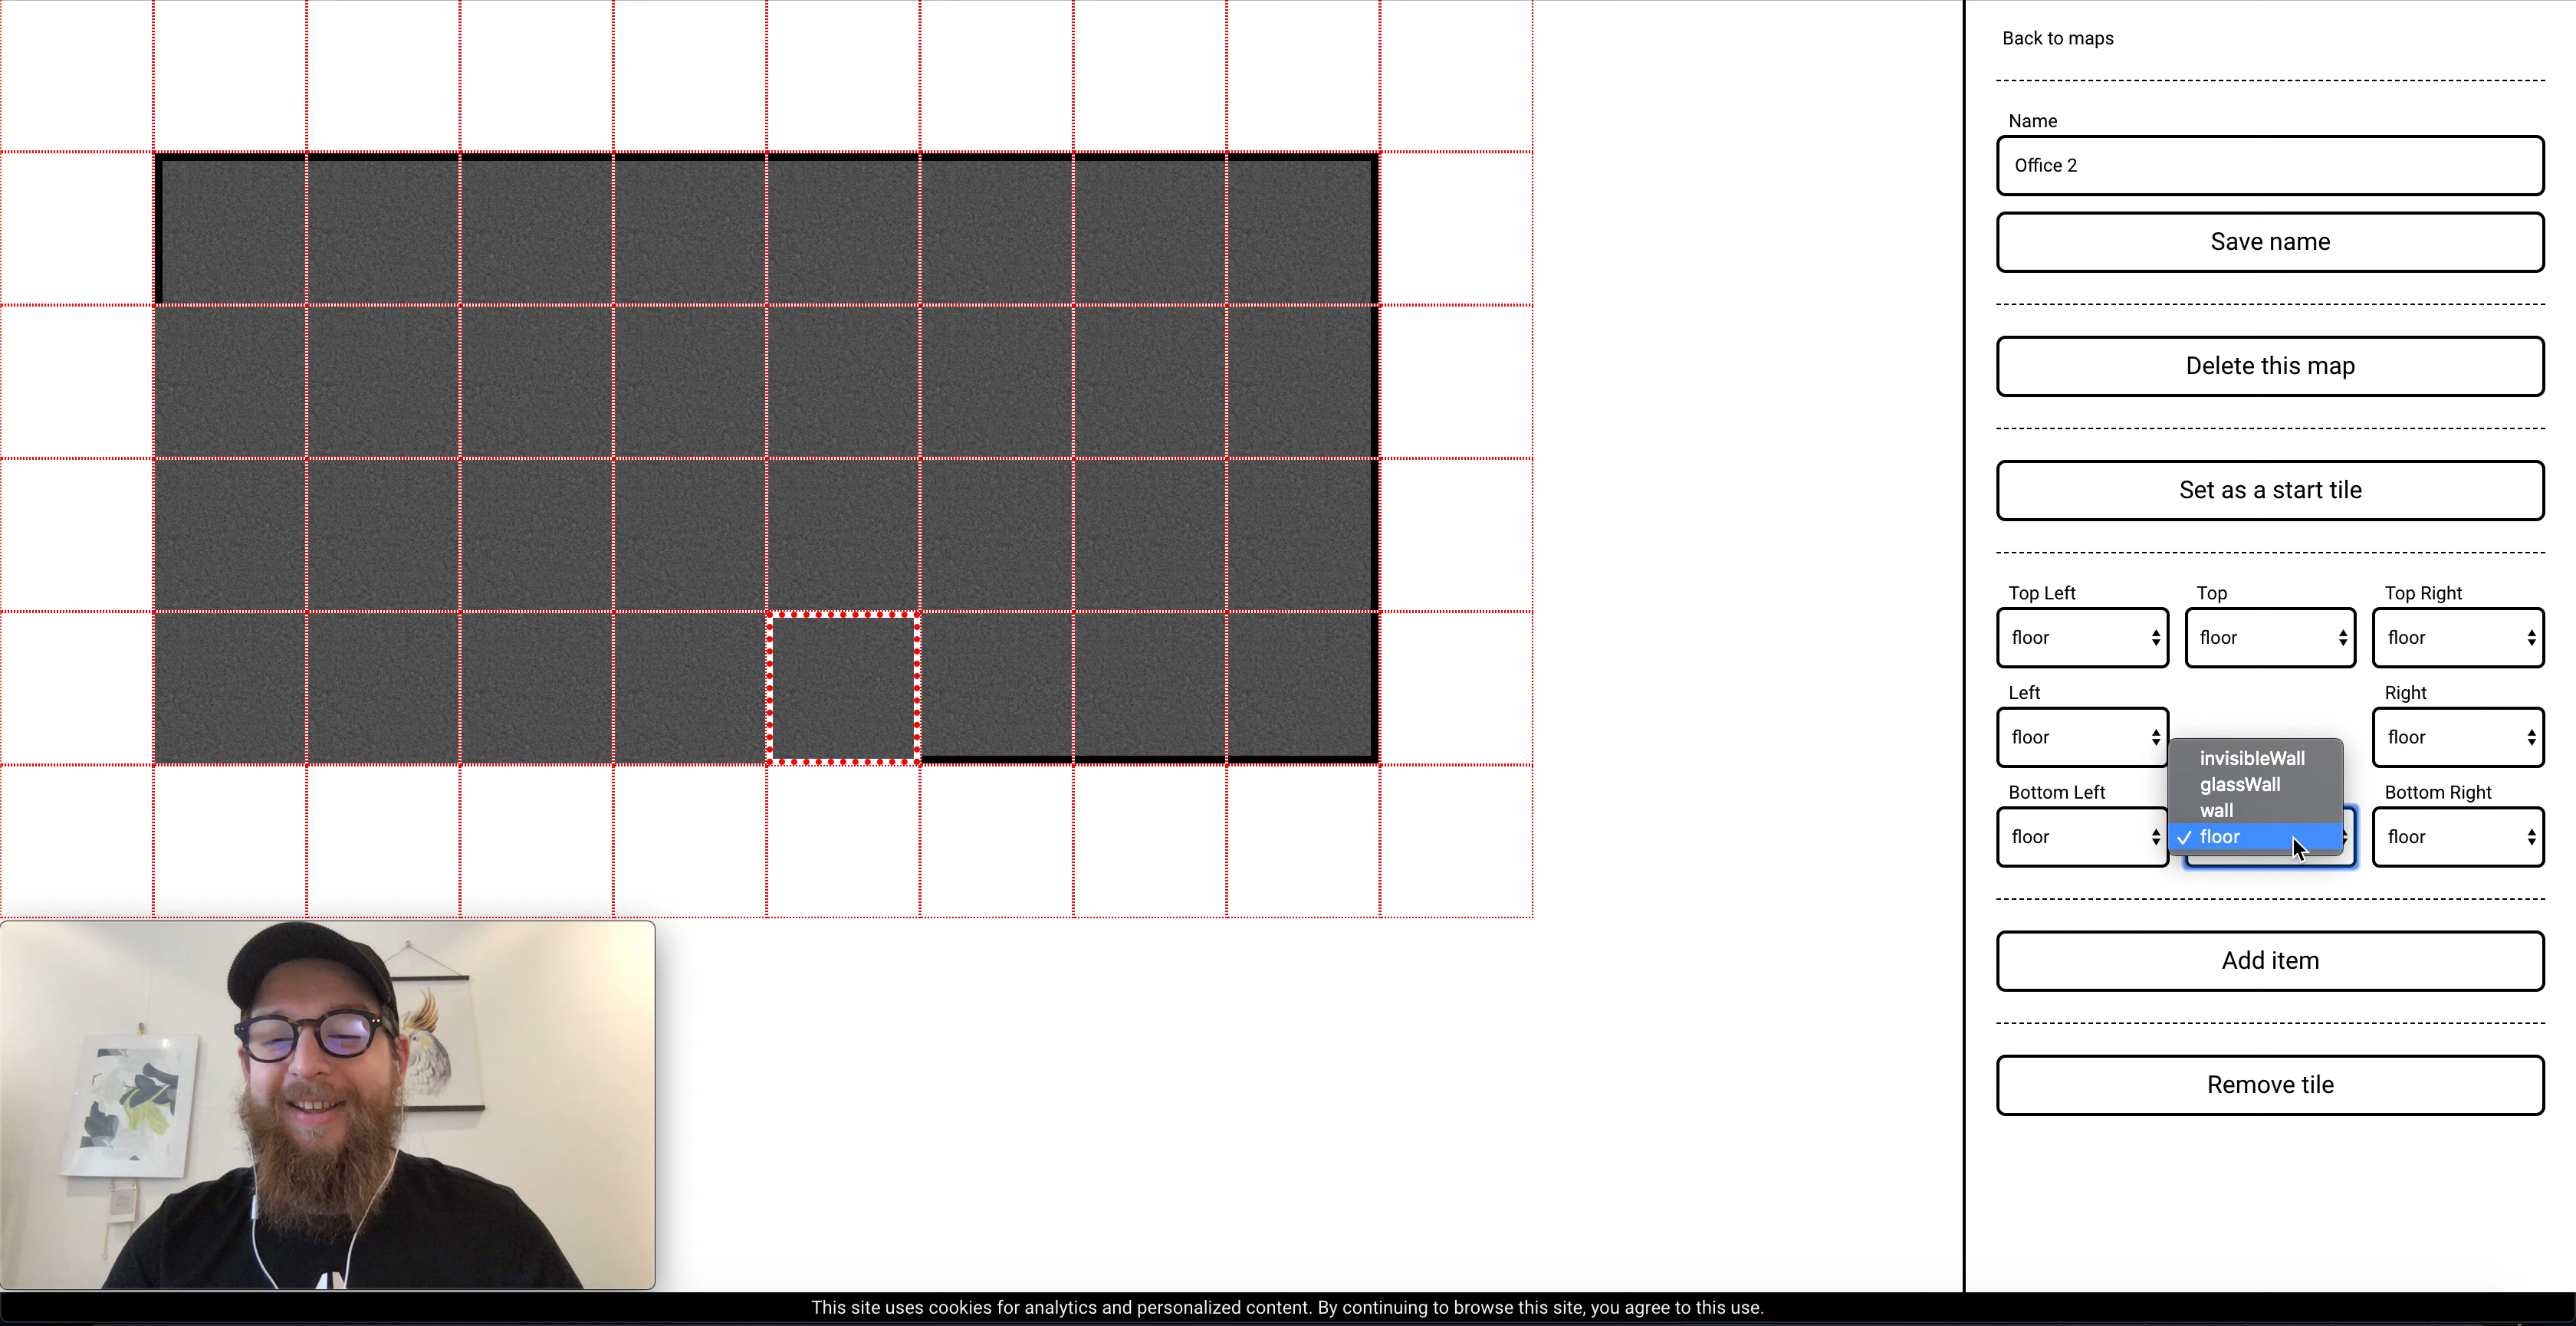 Back to maps
Name
Office 2
Save name
Delete this map
Set as a start tile
Top Left Top Top Right
floor floor floor
Left Right
floor floor
invisibleWall
glassWall
Bottom Left Bottom Right
wall
floor ✓ floor floor
Add item
Remove tile
This site uses cookies for analytics and personalized content. By continuing to browse this site, you agree to this use.